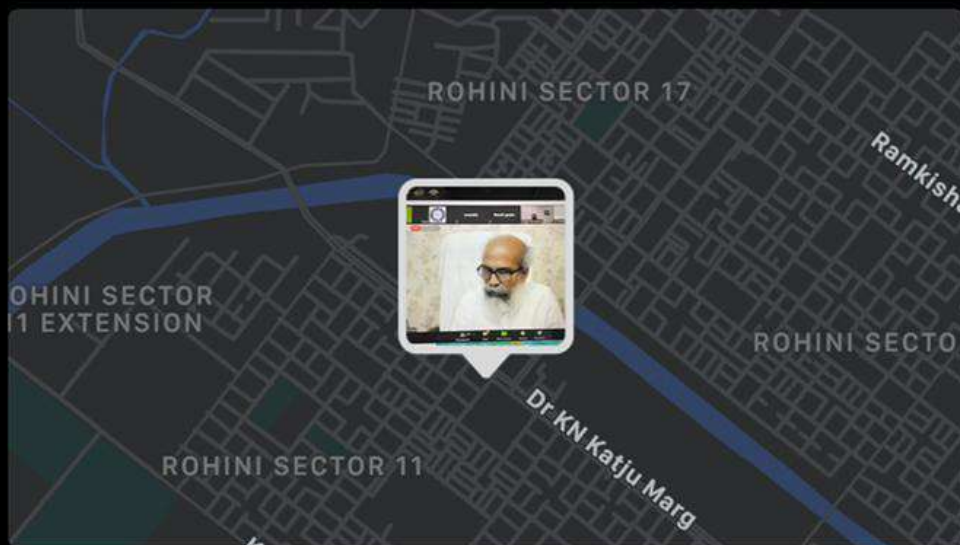 ROHINI SECTOR 17
Ramkish
OHINI SECTOR
11 EXTENSION
ROHINI SECTO
Dr KN Katju Marg
ROHINI SECTOR 11
K